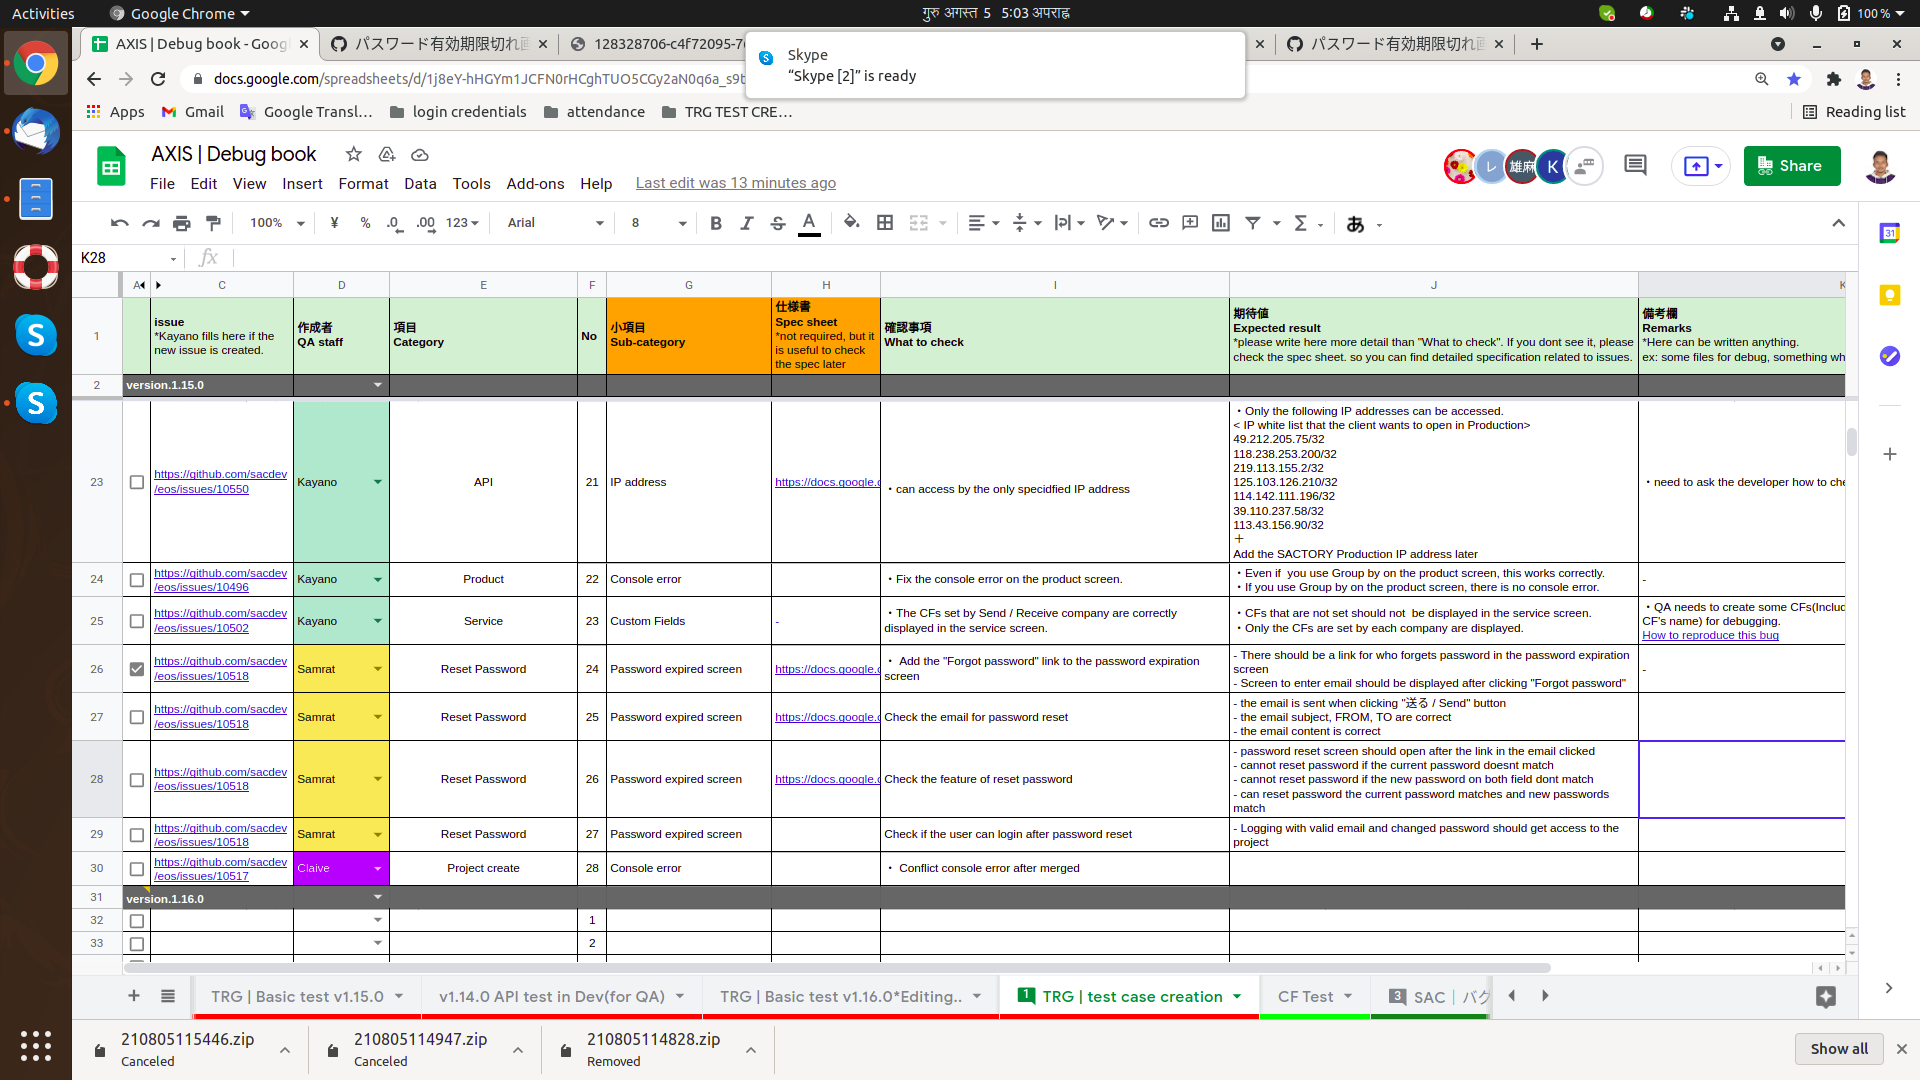 Activities
Google Chrome
गुरु अगस्त 5 5:03 अपराह्न
100 %
AXIS | Debug book - Goog
パスワード有効期限切れ画
128328706-c4f72095-7
パスワード有効期限切れ画
Skype
“Skype [2]” is ready
docs.google.com/spreadsheets/d/1j8eY-hHGYm1JCFN0rHCghTUO5CGy2aN0q6a_s9t
Apps
Gmail
Google Transl…
login credentials
attendance
TRG TEST CRE…
Reading list
AXIS | Debug book
File Edit View Insert Format Data Tools Add-ons Help
Last edit was 13 minutes ago
レ
雄麻
K
Share
100%
¥ % .0 .00 123
Arial
8
B I S A
あ
K28
fx
A C D E F G H I J K
1
issue
*Kayano fills here if the
new issue is created.
作成者
QA staff
項目
Category
No
小項目
Sub-category
仕様書
Spec sheet
*not required, but it
is useful to check
the spec later
確認事項
What to check
期待値
Expected result
*please write here more detail than "What to check". If you dont see it, please
check the spec sheet. so you can find detailed specification related to issues.
備考欄
Remarks
*Here can be written anything.
ex: some files for debug, something wh
2
version.1.15.0
23
https://github.com/sacdev
/eos/issues/10550
Kayano
API
21
IP address
https://docs.google.c
・can access by the only specidfied IP address
・Only the following IP addresses can be accessed.
< IP white list that the client wants to open in Production>
49.212.205.75/32
118.238.253.200/32
219.113.155.2/32
125.103.126.210/32
114.142.111.196/32
39.110.237.58/32
113.43.156.90/32
＋
Add the SACTORY Production IP address later
・need to ask the developer how to che
24
https://github.com/sacdev
/eos/issues/10496
Kayano
Product
22
Console error
・Fix the console error on the product screen.
・Even if  you use Group by on the product screen, this works correctly.
・If you use Group by on the product screen, there is no console error.
-
25
https://github.com/sacdev
/eos/issues/10502
Kayano
Service
23
Custom Fields
-
・The CFs set by Send / Receive company are correctly
displayed in the service screen.
・CFs that are not set should not  be displayed in the service screen.
・Only the CFs are set by each company are displayed.
・QA needs to create some CFs(Includ
CF's name) for debugging.
How to reproduce this bug
26
https://github.com/sacdev
/eos/issues/10518
Samrat
Reset Password
24
Password expired screen
https://docs.google.c
・ Add the "Forgot password" link to the password expiration
screen
- There should be a link for who forgets password in the password expiration
screen
- Screen to enter email should be displayed after clicking "Forgot password"
-
27
https://github.com/sacdev
/eos/issues/10518
Samrat
Reset Password
25
Password expired screen
https://docs.google.c
Check the email for password reset
- the email is sent when clicking "送る / Send" button
- the email subject, FROM, TO are correct
- the email content is correct
28
https://github.com/sacdev
/eos/issues/10518
Samrat
Reset Password
26
Password expired screen
https://docs.google.c
Check the feature of reset password
- password reset screen should open after the link in the email clicked
- cannot reset password if the current password doesnt match
- cannot reset password if the new password on both field dont match
- can reset password the current password matches and new passwords
match
29
https://github.com/sacdev
/eos/issues/10518
Samrat
Reset Password
27
Password expired screen
Check if the user can login after password reset
- Logging with valid email and changed password should get access to the
project
30
https://github.com/sacdev
/eos/issues/10517
Claive
Project create
28
Console error
・ Conflict console error after merged
31
version.1.16.0
32
1
33
2
TRG | Basic test v1.15.0
v1.14.0 API test in Dev(for QA)
TRG | Basic test v1.16.0*Editing..
1 TRG | test case creation
CF Test
3 SAC | バグ
210805115446.zip
Canceled
210805114947.zip
Canceled
210805114828.zip
Removed
Show all